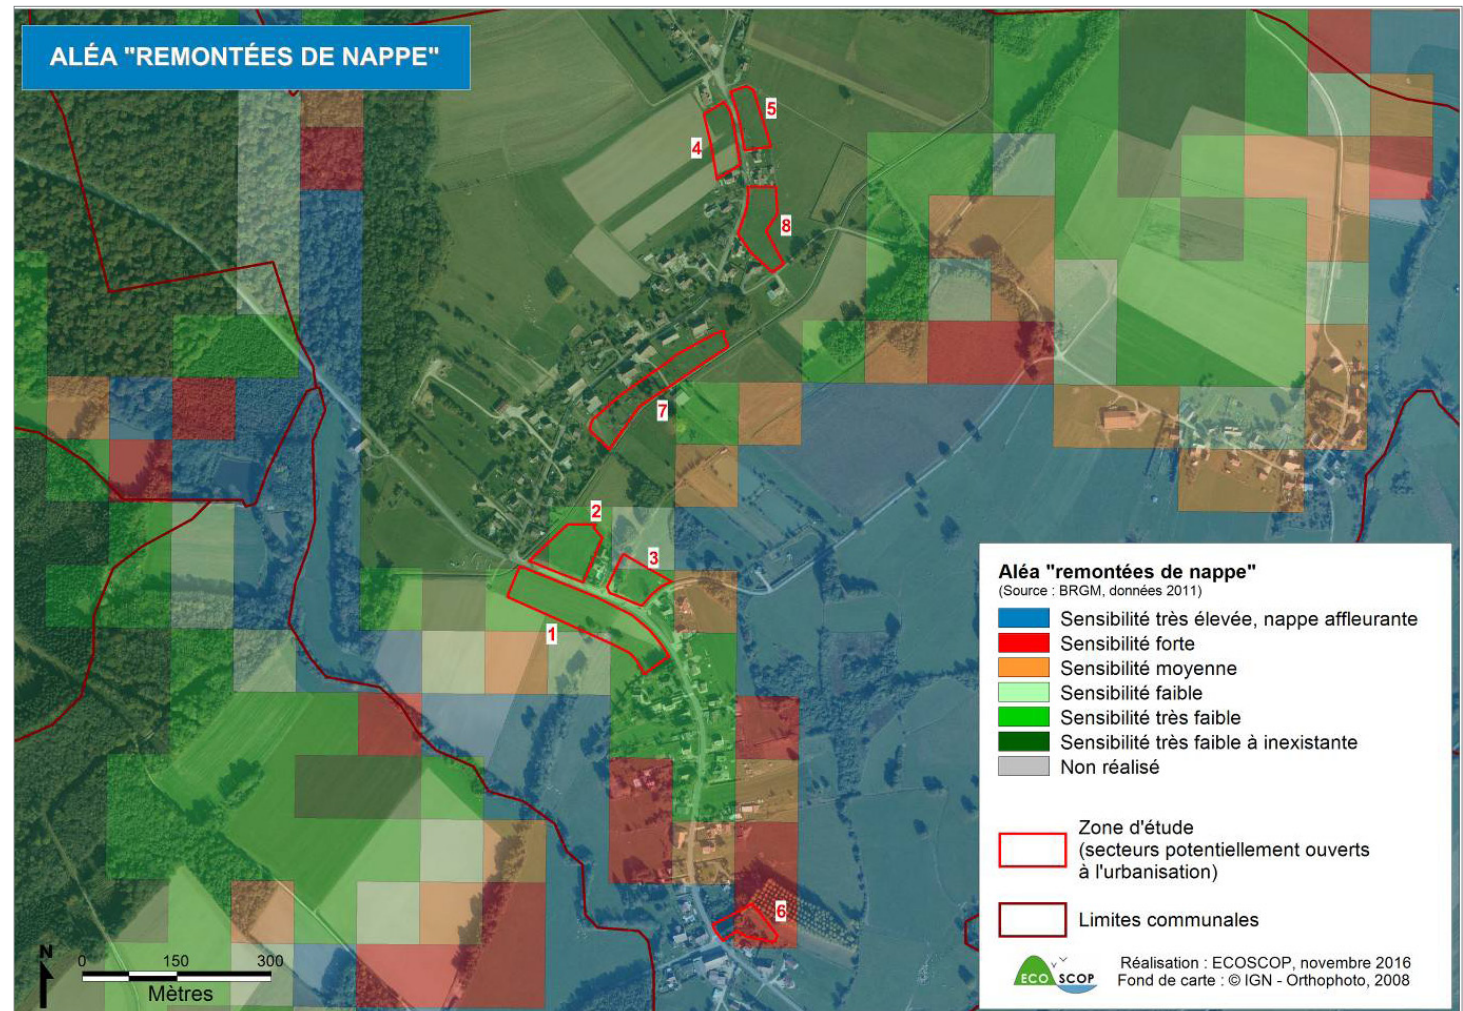 ALÉA "REMONTÉES DE NAPPE"
5
4
8
7
2
3
1
6
Aléa "remontées de nappe"
(Source : BRGM, données 2011)
Sensibilité très élevée, nappe affleurante
Sensibilité forte
Sensibilité moyenne
Sensibilité faible
Sensibilité très faible
Sensibilité très faible à inexistante
Non réalisé
Zone d'étude
(secteurs potentiellement ouverts
à l'urbanisation)
Limites communales
ECO SCOP
Réalisation : ECOSCOP, novembre 2016
Fond de carte : © IGN - Orthophoto, 2008
N
0 150 300
Mètres